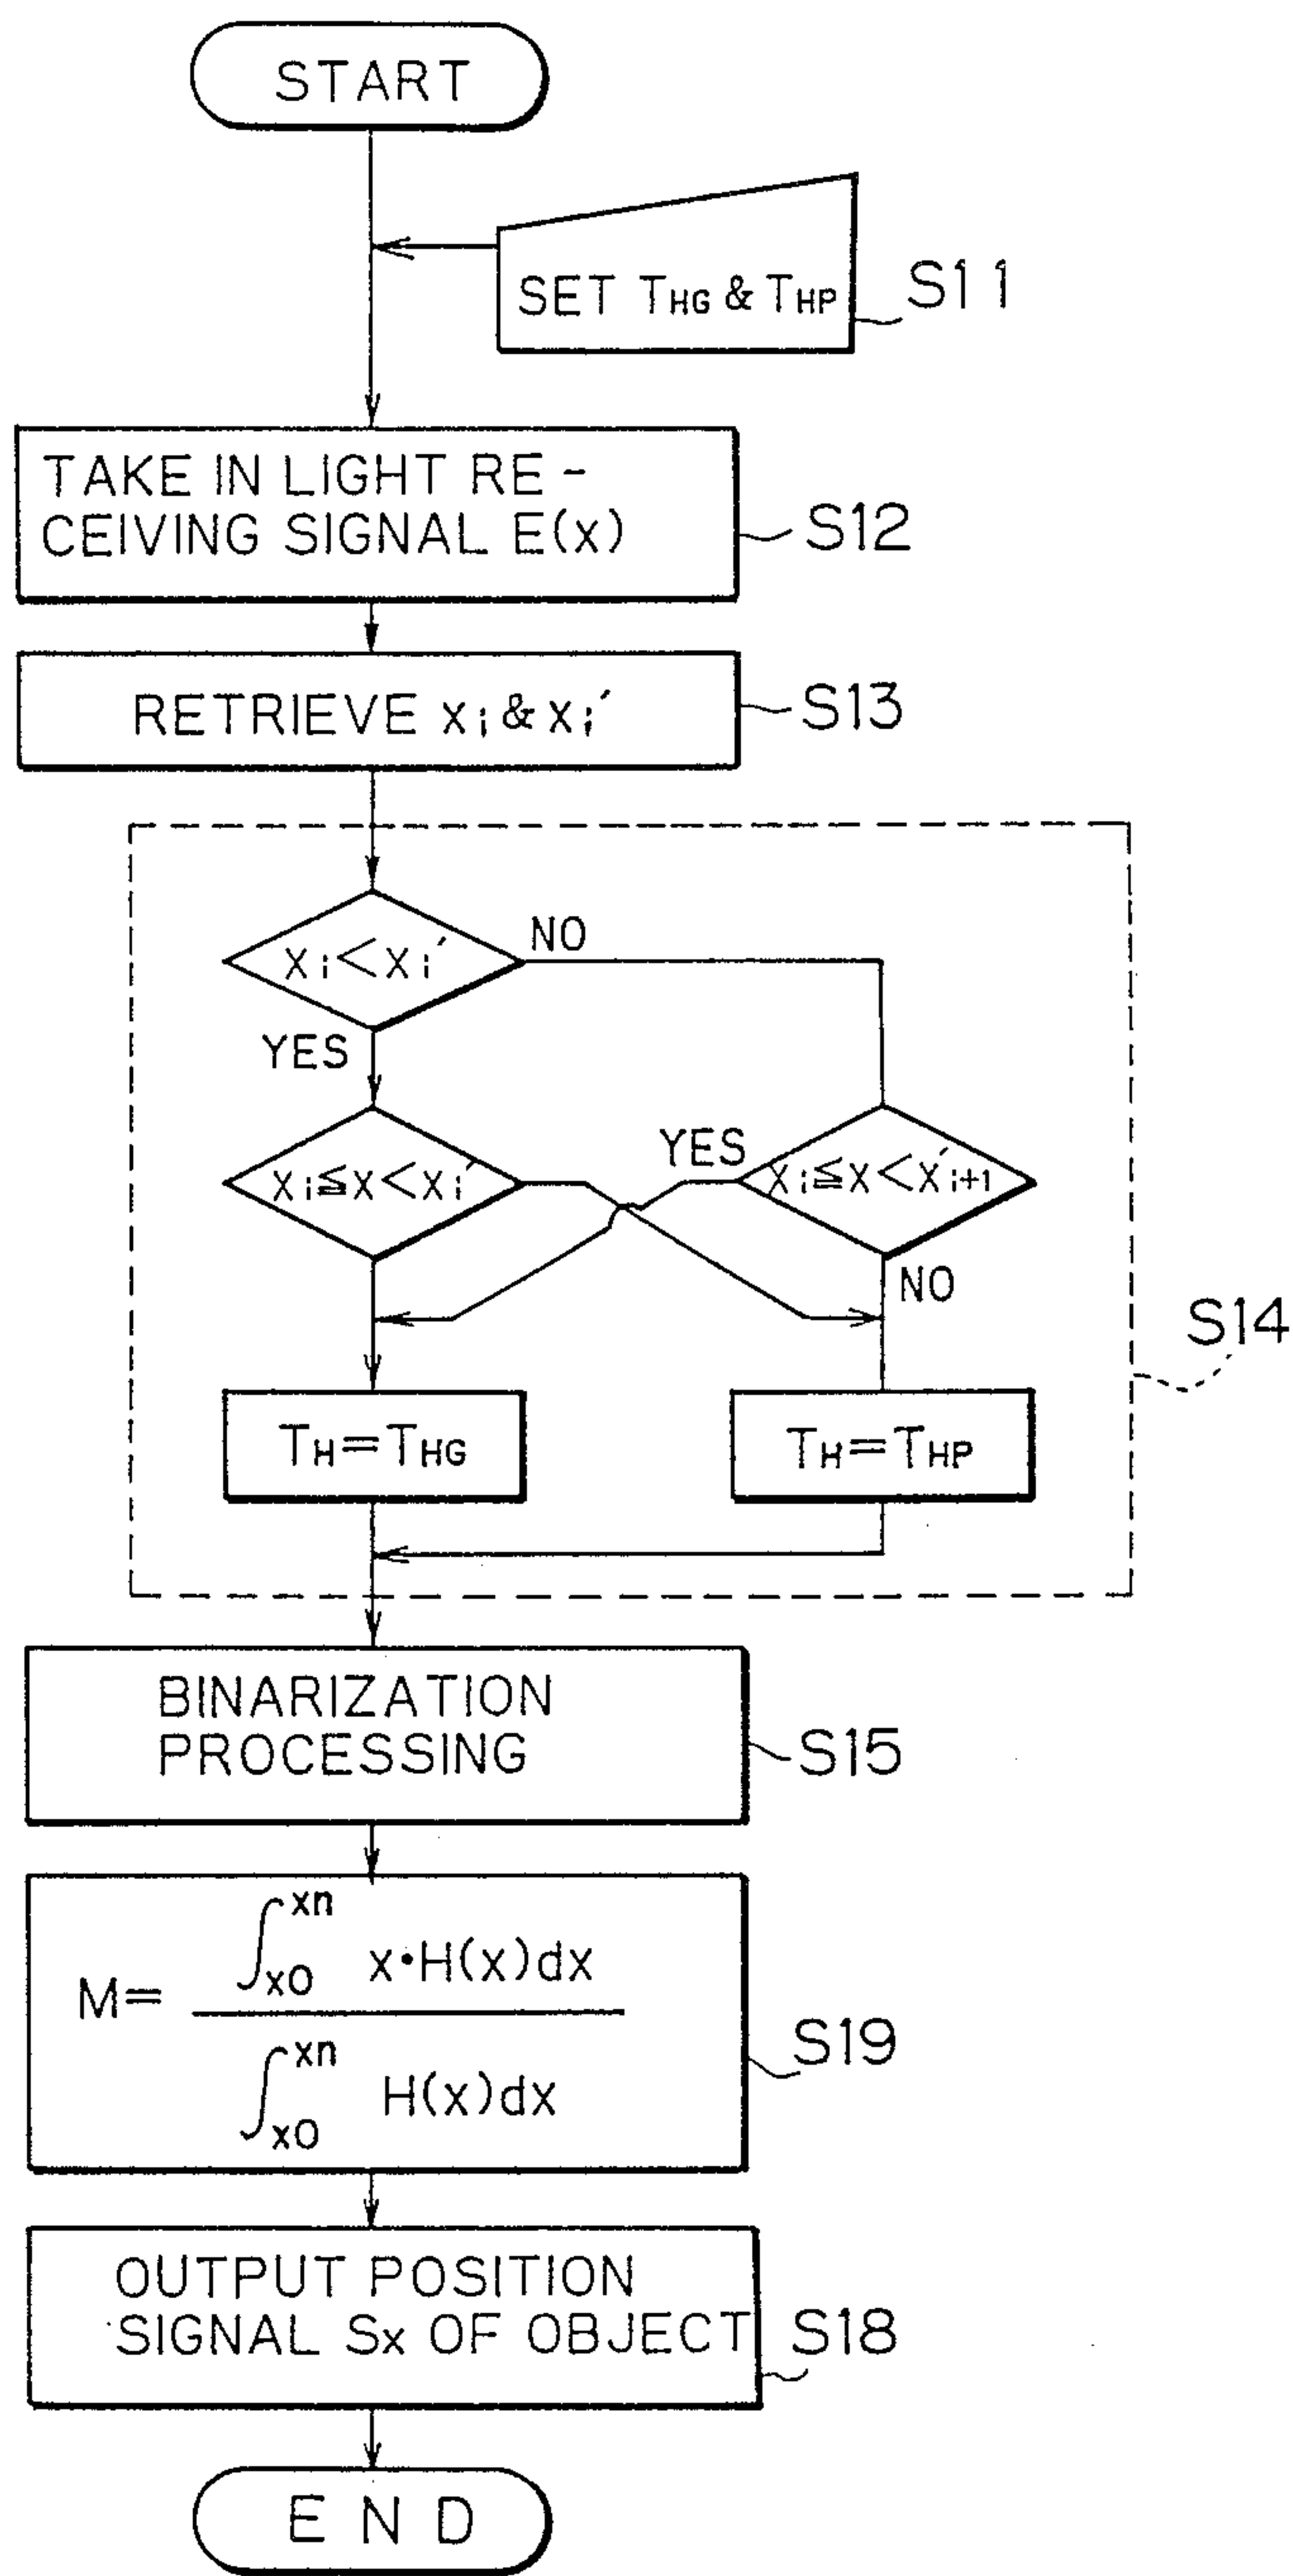 START
SET THG & THP
S11
TAKE IN LIGHT RE-
CEIVING SIGNAL E(x)
S12
RETRIEVE xi & xi′
S13
xi < xi′
NO
YES
xi ≦ x < xi′
YES
xi ≦ x < x′i+1
NO
S14
TH = THG
TH = THP
BINARIZATION
PROCESSING
S15
M = ∫x0xn x・H(x)dx
∫x0xn H(x)dx
S19
OUTPUT POSITION
SIGNAL Sx OF OBJECT
S18
END